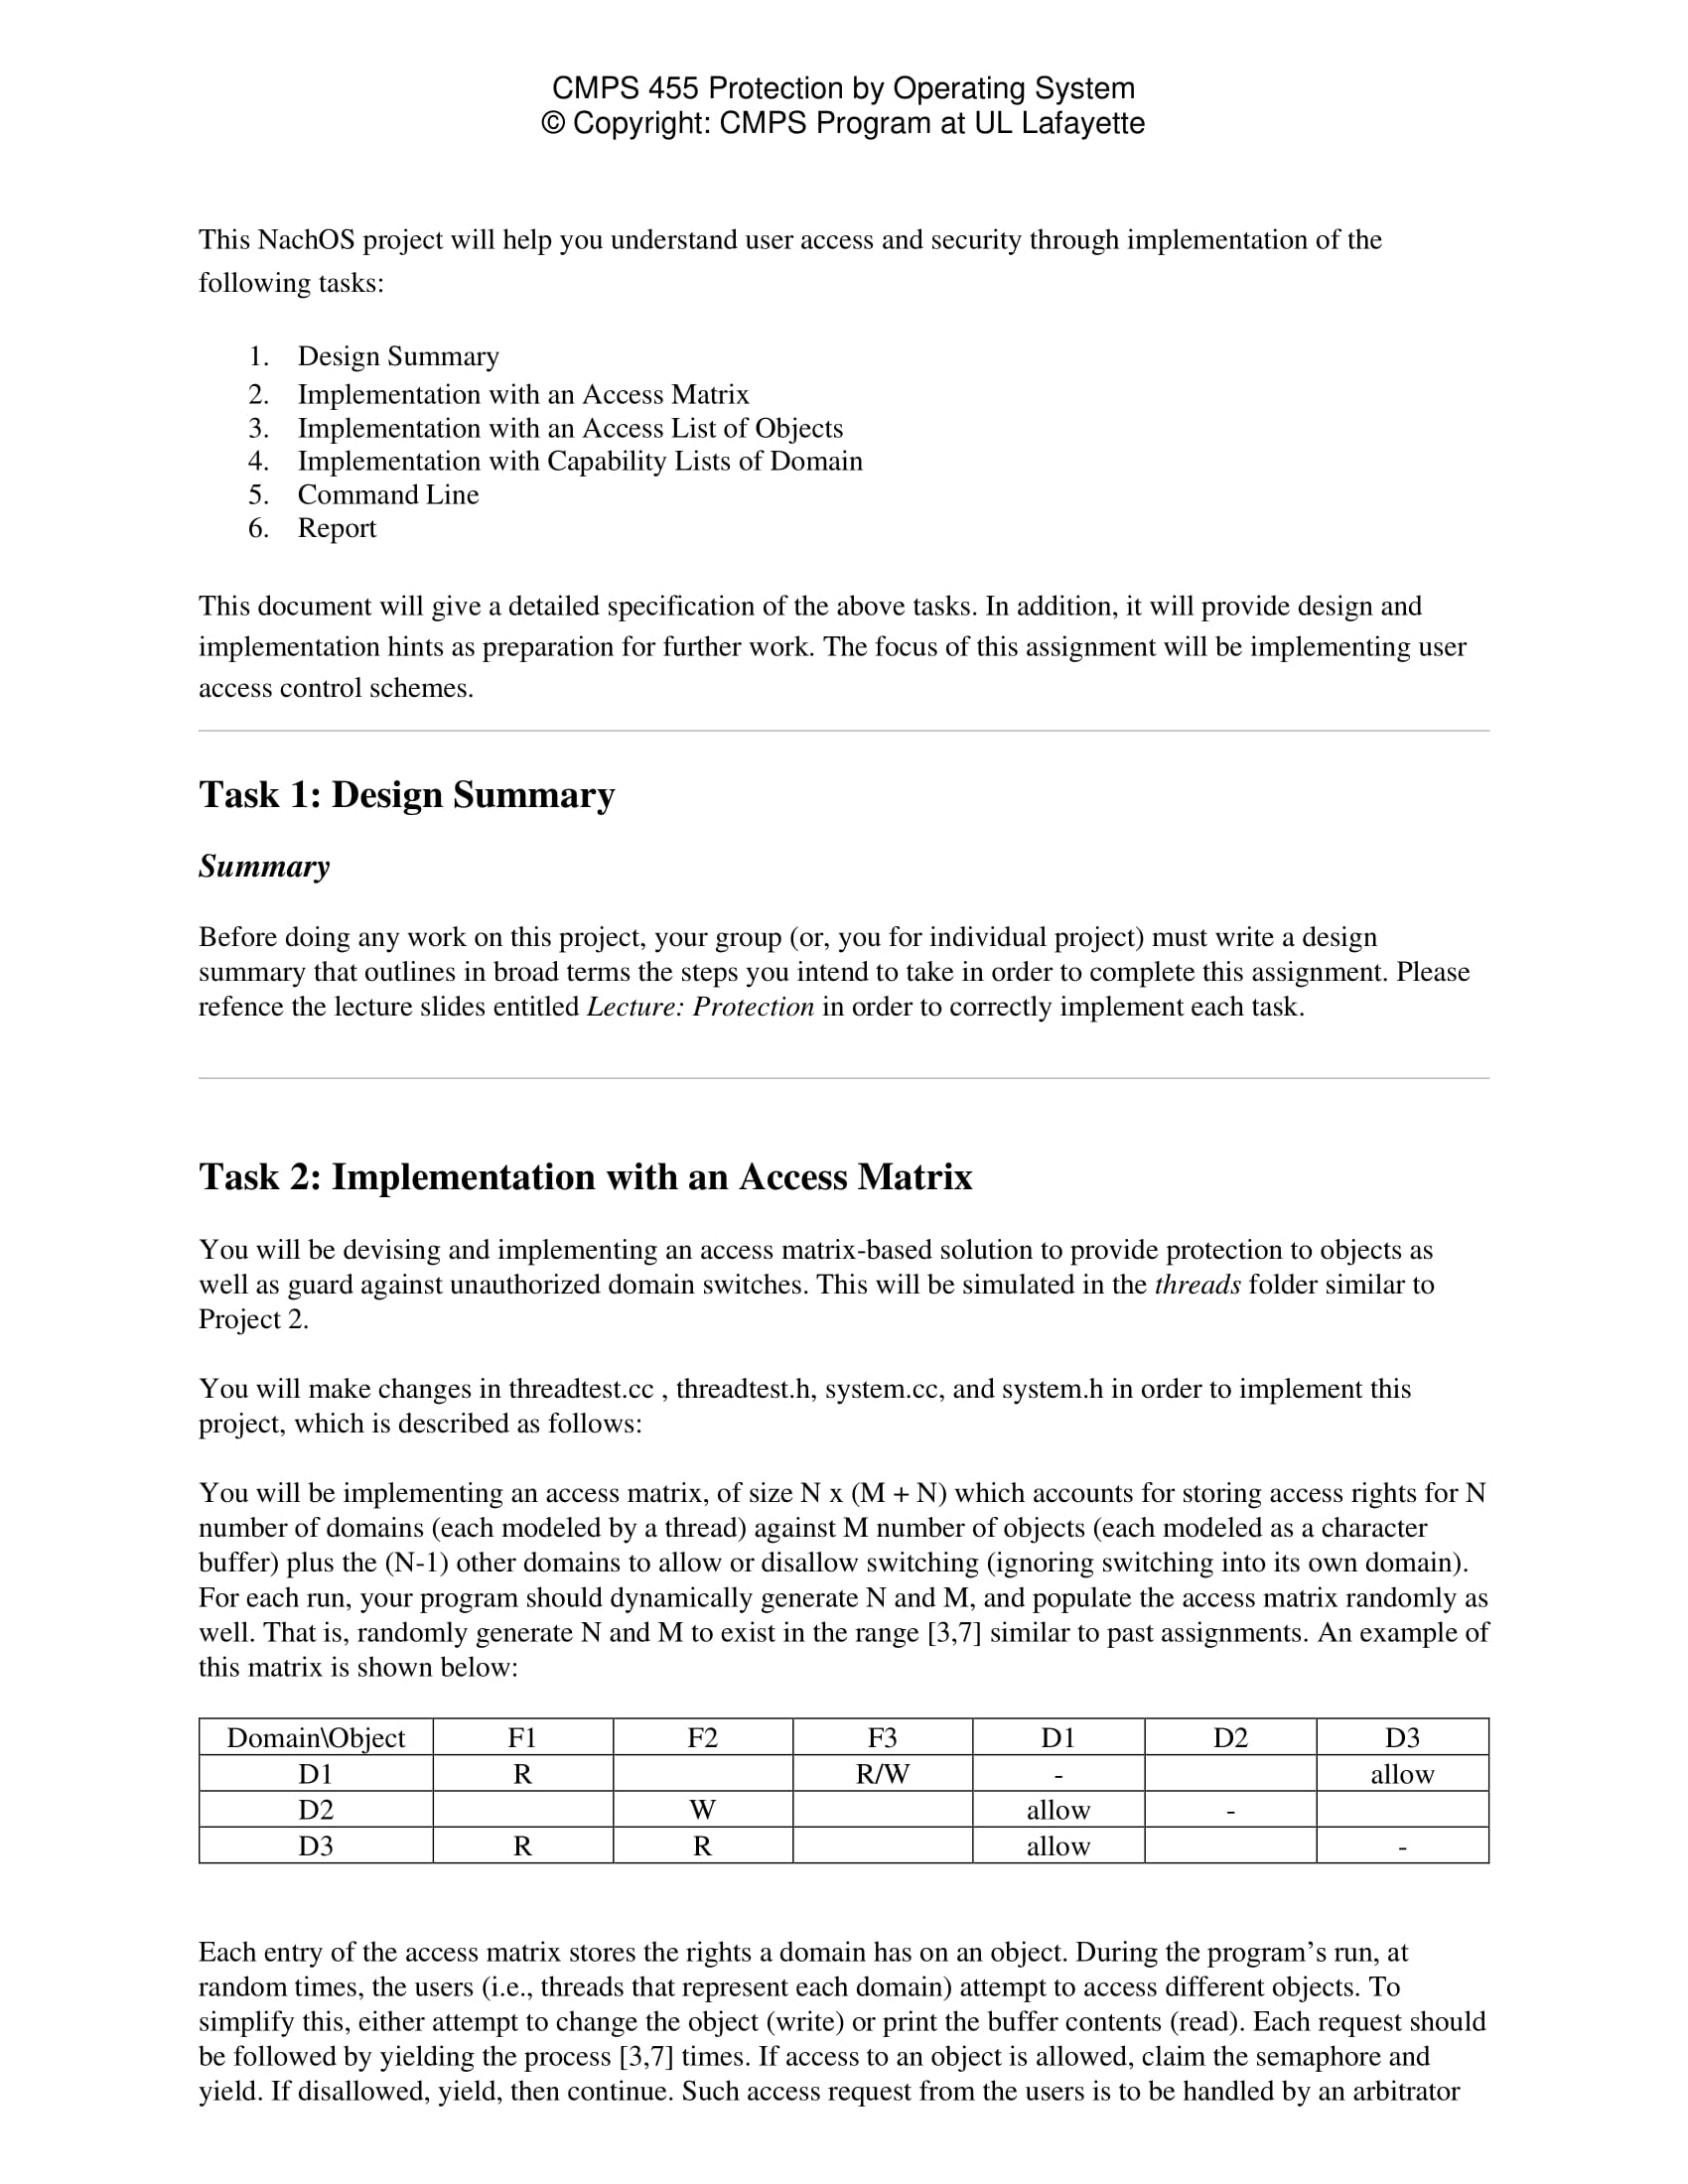 CMPS 455 Protection by Operating System
© Copyright: CMPS Program at UL Lafayette
This NachOS project will help you understand user access and security through implementation of the
following tasks:
1. Design Summary
2. Implementation with an Access Matrix
3. Implementation with an Access List of Objects
4. Implementation with Capability Lists of Domain
5. Command Line
6. Report
This document will give a detailed specification of the above tasks. In addition, it will provide design and
implementation hints as preparation for further work. The focus of this assignment will be implementing user
access control schemes.
Task 1: Design Summary
Summary
Before doing any work on this project, your group (or, you for individual project) must write a design
summary that outlines in broad terms the steps you intend to take in order to complete this assignment. Please
refence the lecture slides entitled Lecture: Protection in order to correctly implement each task.
Task 2: Implementation with an Access Matrix
You will be devising and implementing an access matrix-based solution to provide protection to objects as
well as guard against unauthorized domain switches. This will be simulated in the threads folder similar to
Project 2.
You will make changes in threadtest.cc , threadtest.h, system.cc, and system.h in order to implement this
project, which is described as follows:
You will be implementing an access matrix, of size N x (M + N) which accounts for storing access rights for N
number of domains (each modeled by a thread) against M number of objects (each modeled as a character
buffer) plus the (N-1) other domains to allow or disallow switching (ignoring switching into its own domain).
For each run, your program should dynamically generate N and M, and populate the access matrix randomly as
well. That is, randomly generate N and M to exist in the range [3,7] similar to past assignments. An example of
this matrix is shown below:
Domain\Object F1 F2 F3 D1 D2 D3
D1 R R/W - allow
D2 W allow -
D3 R R allow -
Each entry of the access matrix stores the rights a domain has on an object. During the program’s run, at
random times, the users (i.e., threads that represent each domain) attempt to access different objects. To
simplify this, either attempt to change the object (write) or print the buffer contents (read). Each request should
be followed by yielding the process [3,7] times. If access to an object is allowed, claim the semaphore and
yield. If disallowed, yield, then continue. Such access request from the users is to be handled by an arbitrator